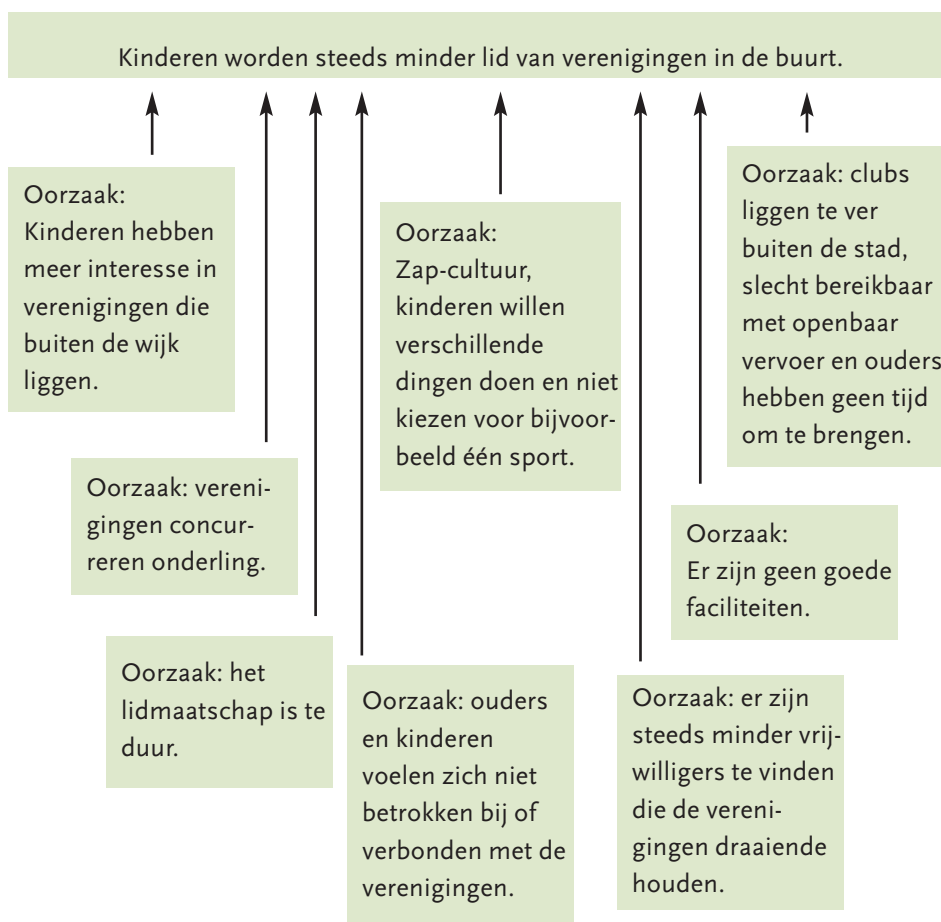 Kinderen worden steeds minder lid van verenigingen in de buurt.
Oorzaak:
Kinderen hebben
meer interesse in
verenigingen die
buiten de wijk
liggen.
Oorzaak: vereni-
gingen concur-
reren onderling.
Oorzaak: het
lidmaatschap is te
duur.
Oorzaak: ouders
en kinderen
voelen zich niet
betrokken bij of
verbonden met de
verenigingen.
Oorzaak:
Zap-cultuur,
kinderen willen
verschillende
dingen doen en niet
kiezen voor bijvoor-
beeld één sport.
Oorzaak: er zijn
steeds minder vrij-
willigers te vinden
die de vereni-
gingen draaiende
houden.
Oorzaak:
Er zijn geen goede
faciliteiten.
Oorzaak: clubs
liggen te ver
buiten de stad,
slecht bereikbaar
met openbaar
vervoer en ouders
hebben geen tijd
om te brengen.